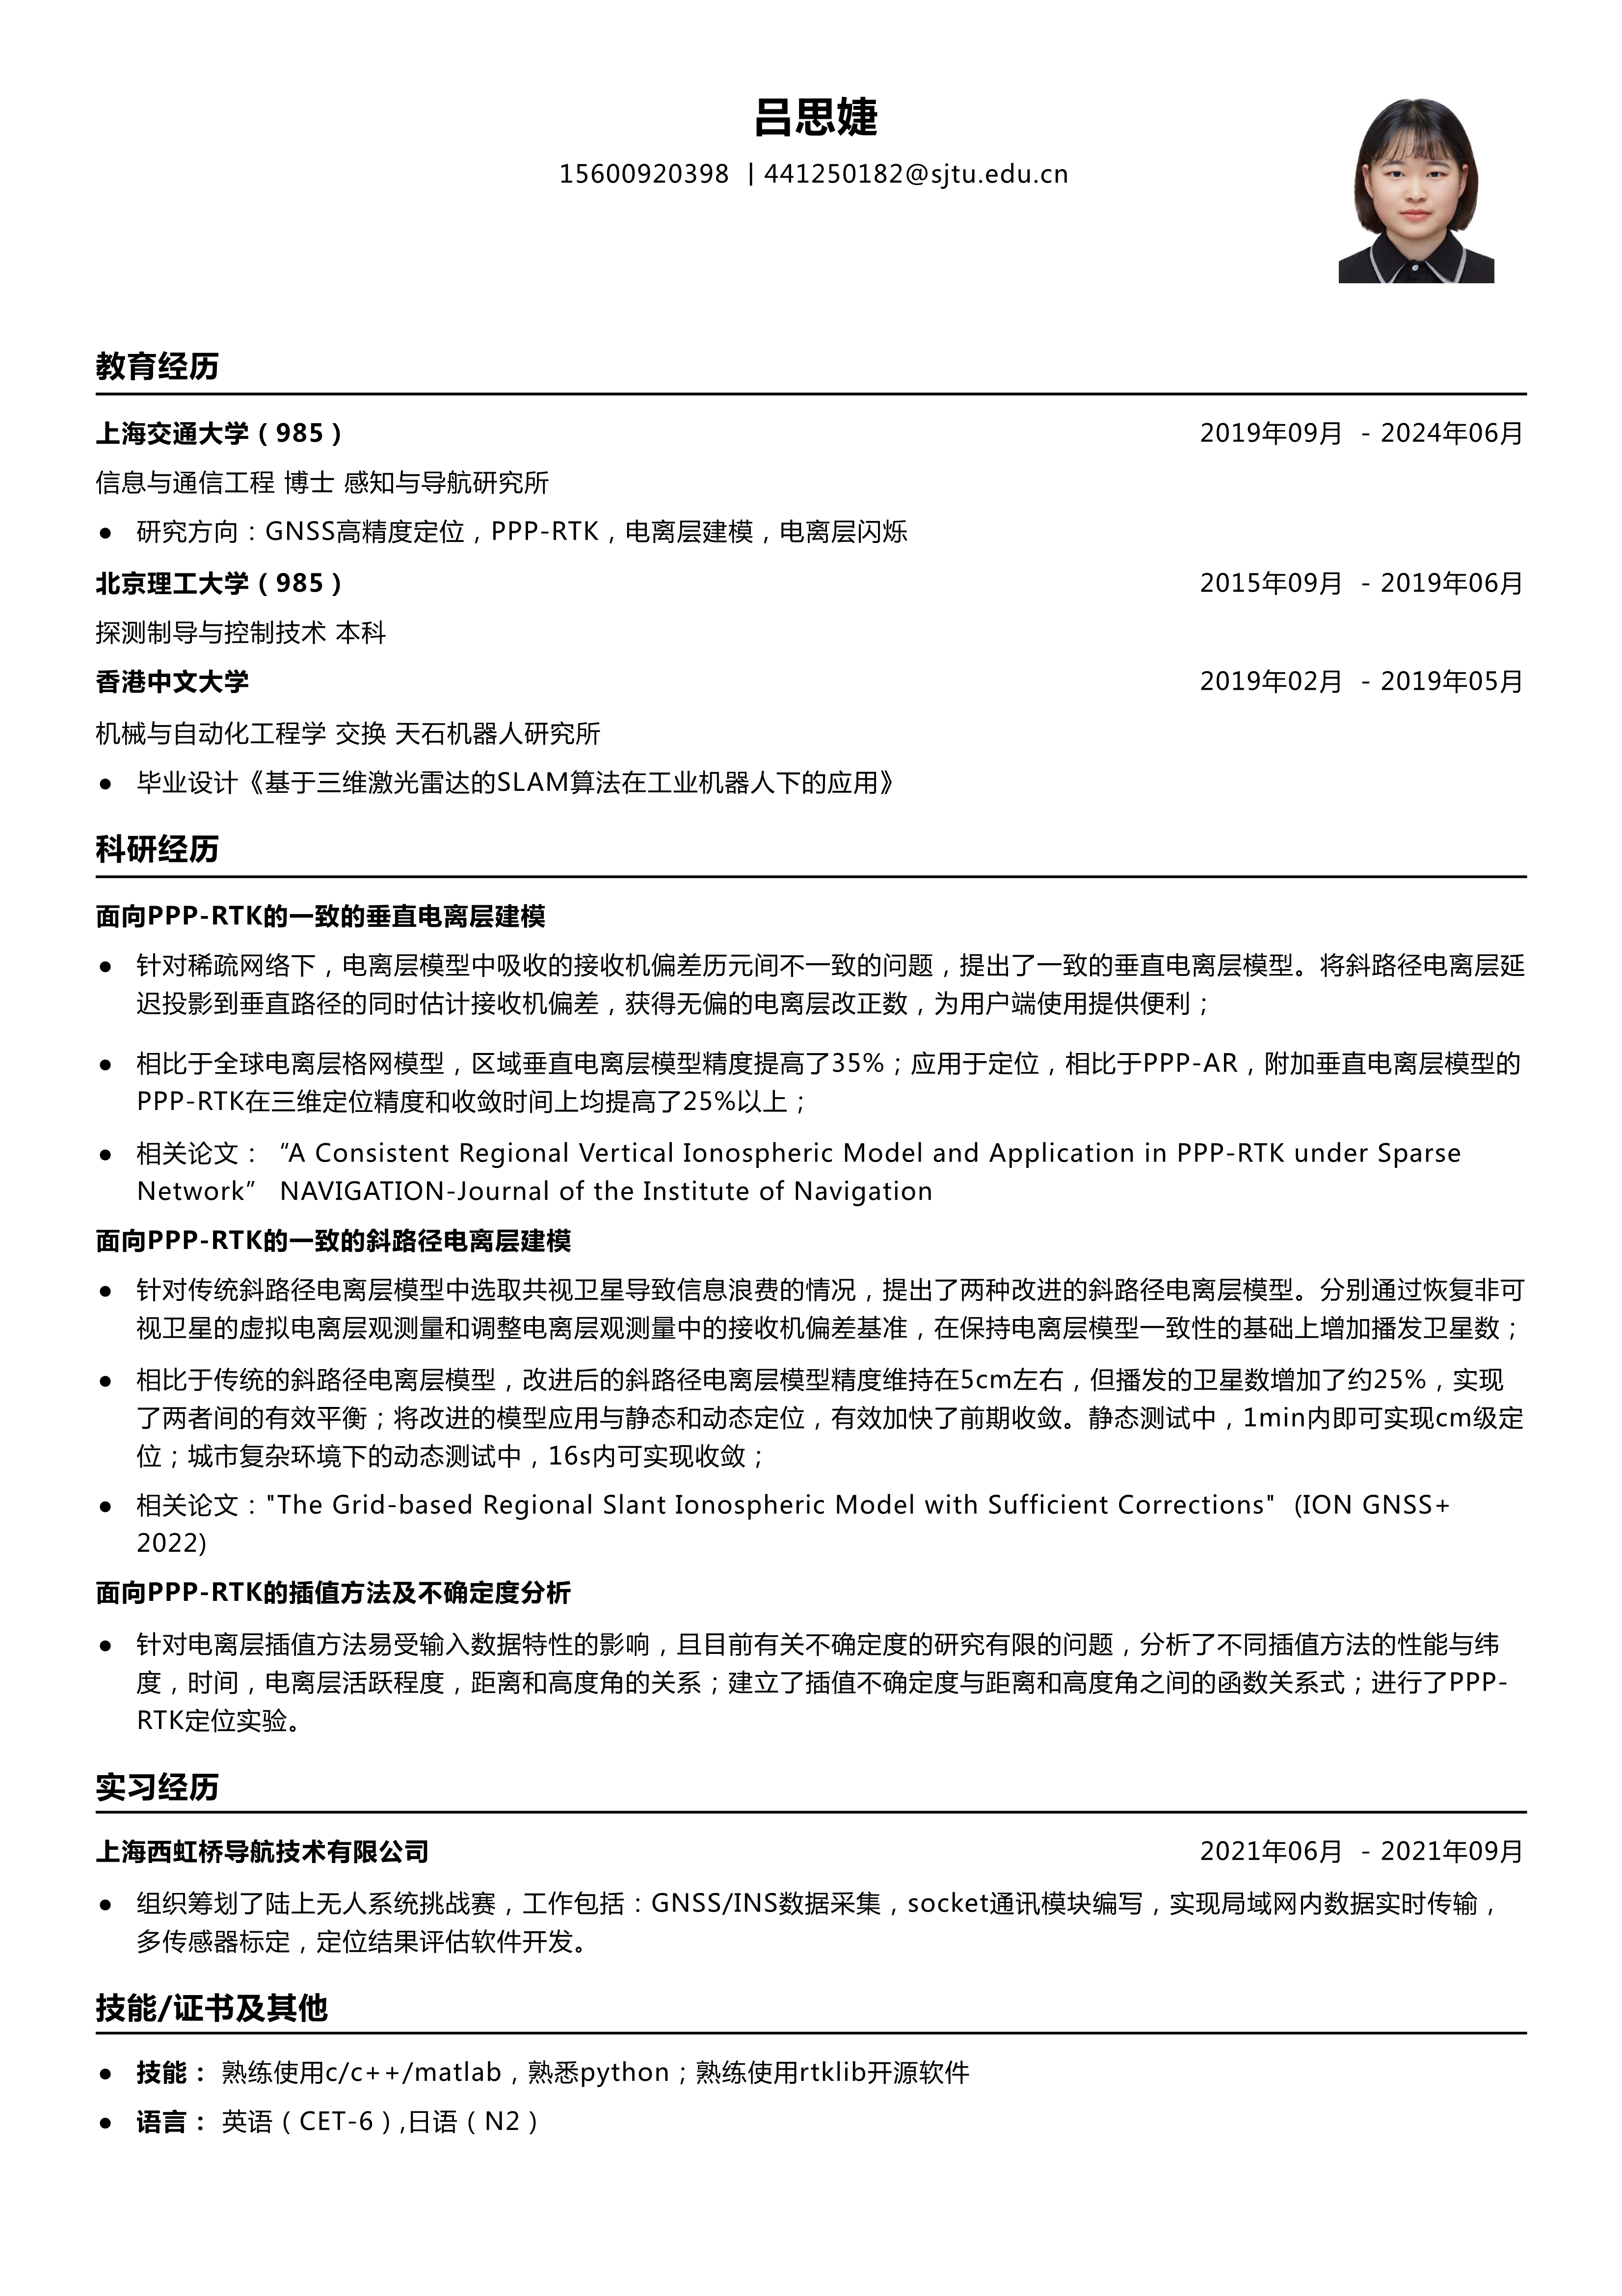 吕思婕
15600920398 | 441250182@sjtu.edu.cn
教育经历
上海交通大学（985） 2019年09月 - 2024年06月
信息与通信工程 博士 感知与导航研究所
● 研究方向：GNSS高精度定位，PPP-RTK，电离层建模，电离层闪烁
北京理工大学（985） 2015年09月 - 2019年06月
探测制导与控制技术 本科
香港中文大学 2019年02月 - 2019年05月
机械与自动化工程学 交换 天石机器人研究所
● 毕业设计《基于三维激光雷达的SLAM算法在工业机器人下的应用》
科研经历
面向PPP-RTK的一致的垂直电离层建模
● 针对稀疏网络下，电离层模型中吸收的接收机偏差历元间不一致的问题，提出了一致的垂直电离层模型。将斜路径电离层延
迟投影到垂直路径的同时估计接收机偏差，获得无偏的电离层改正数，为用户端使用提供便利；
● 相比于全球电离层格网模型，区域垂直电离层模型精度提高了35%；应用于定位，相比于PPP-AR，附加垂直电离层模型的
PPP-RTK在三维定位精度和收敛时间上均提高了25%以上；
● 相关论文： “A Consistent Regional Vertical Ionospheric Model and Application in PPP-RTK under Sparse
Network” NAVIGATION-Journal of the Institute of Navigation
面向PPP-RTK的一致的斜路径电离层建模
● 针对传统斜路径电离层模型中选取共视卫星导致信息浪费的情况，提出了两种改进的斜路径电离层模型。分别通过恢复非可
视卫星的虚拟电离层观测量和调整电离层观测量中的接收机偏差基准，在保持电离层模型一致性的基础上增加播发卫星数；
● 相比于传统的斜路径电离层模型，改进后的斜路径电离层模型精度维持在5cm左右，但播发的卫星数增加了约25%，实现
了两者间的有效平衡；将改进的模型应用与静态和动态定位，有效加快了前期收敛。静态测试中，1min内即可实现cm级定
位；城市复杂环境下的动态测试中，16s内可实现收敛；
● 相关论文："The Grid-based Regional Slant Ionospheric Model with Sufficient Corrections" (ION GNSS+
2022)
面向PPP-RTK的插值方法及不确定度分析
● 针对电离层插值方法易受输入数据特性的影响，且目前有关不确定度的研究有限的问题，分析了不同插值方法的性能与纬
度，时间，电离层活跃程度，距离和高度角的关系；建立了插值不确定度与距离和高度角之间的函数关系式；进行了PPP-
RTK定位实验。
实习经历
上海西虹桥导航技术有限公司 2021年06月 - 2021年09月
● 组织筹划了陆上无人系统挑战赛，工作包括：GNSS/INS数据采集，socket通讯模块编写，实现局域网内数据实时传输，
多传感器标定，定位结果评估软件开发。
技能/证书及其他
● 技能： 熟练使用c/c++/matlab，熟悉python；熟练使用rtklib开源软件
● 语言： 英语（CET-6）,日语（N2）